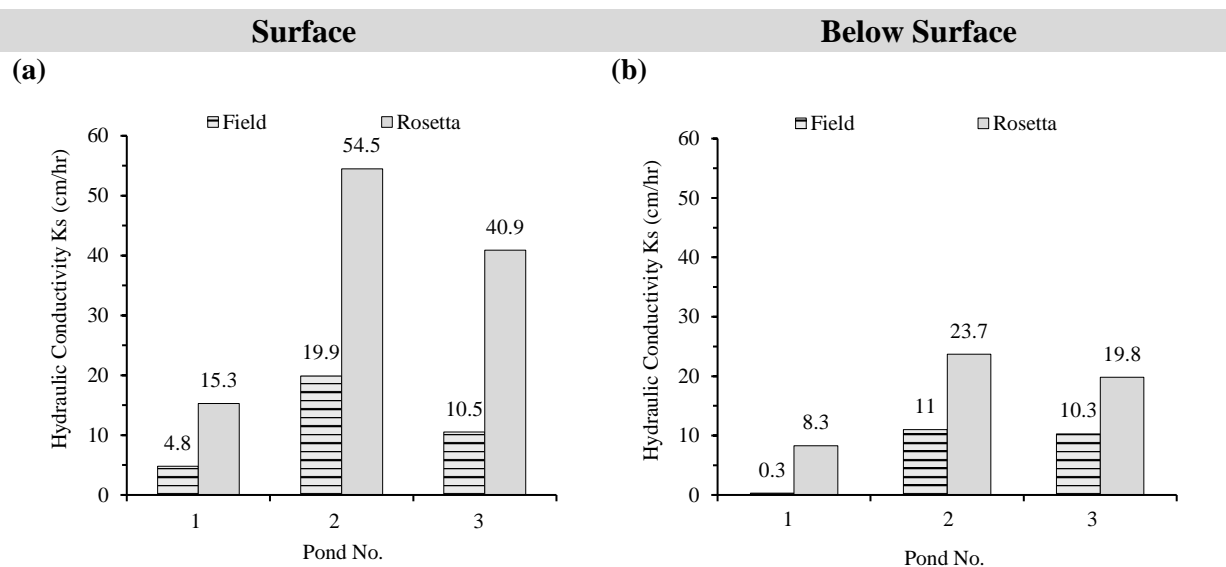 Surface
Below Surface
(a)
Field
Rosetta
Hydraulic Conductivity Ks (cm/hr)
60
50
40
30
20
10
0
4.8
15.3
19.9
54.5
10.5
40.9
1
2
3
Pond No.
(b)
Field
Rosetta
Hydraulic Conductivity Ks (cm/hr)
60
50
40
30
20
10
0
0.3
8.3
11
23.7
10.3
19.8
1
2
3
Pond No.